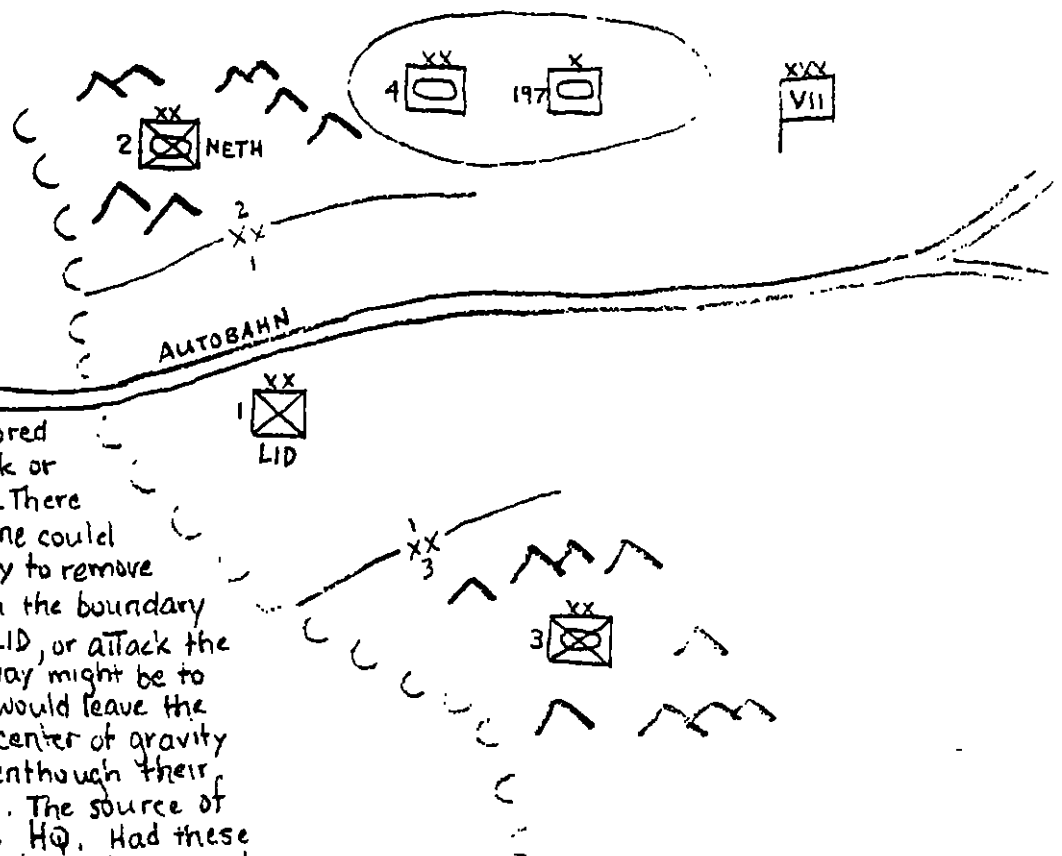 XX
X
XXX
4
197
VII
XX
2
NETH
2
XX
1
AUTOBAHN
XX
1
LID
ored
k or
. There
ne could
y to remove
the boundary
LID, or attack the
way might be to
would leave the
center of gravity
enthough their
. The source of
HQ. Had these
1
XX
3
XX
3